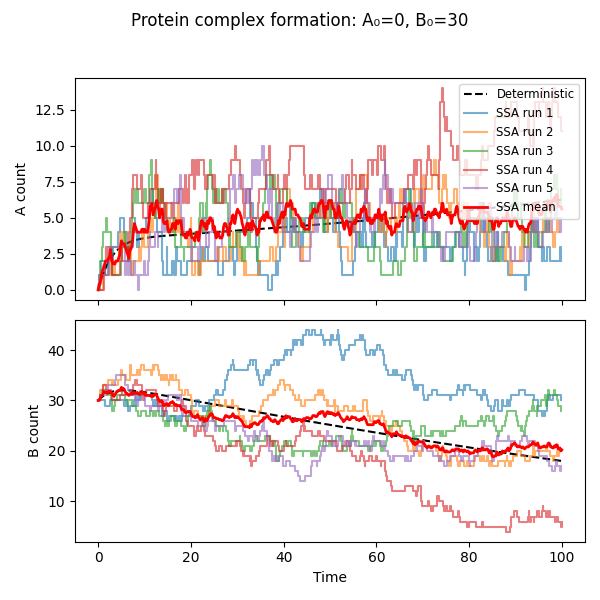 Protein complex formation: A₀=0, B₀=30
12.5
10.0
7.5
5.0
2.5
0.0
A count
Deterministic
SSA run 1
SSA run 2
SSA run 3
SSA run 4
SSA run 5
SSA mean
40
30
20
10
B count
0
20
40
60
80
100
Time